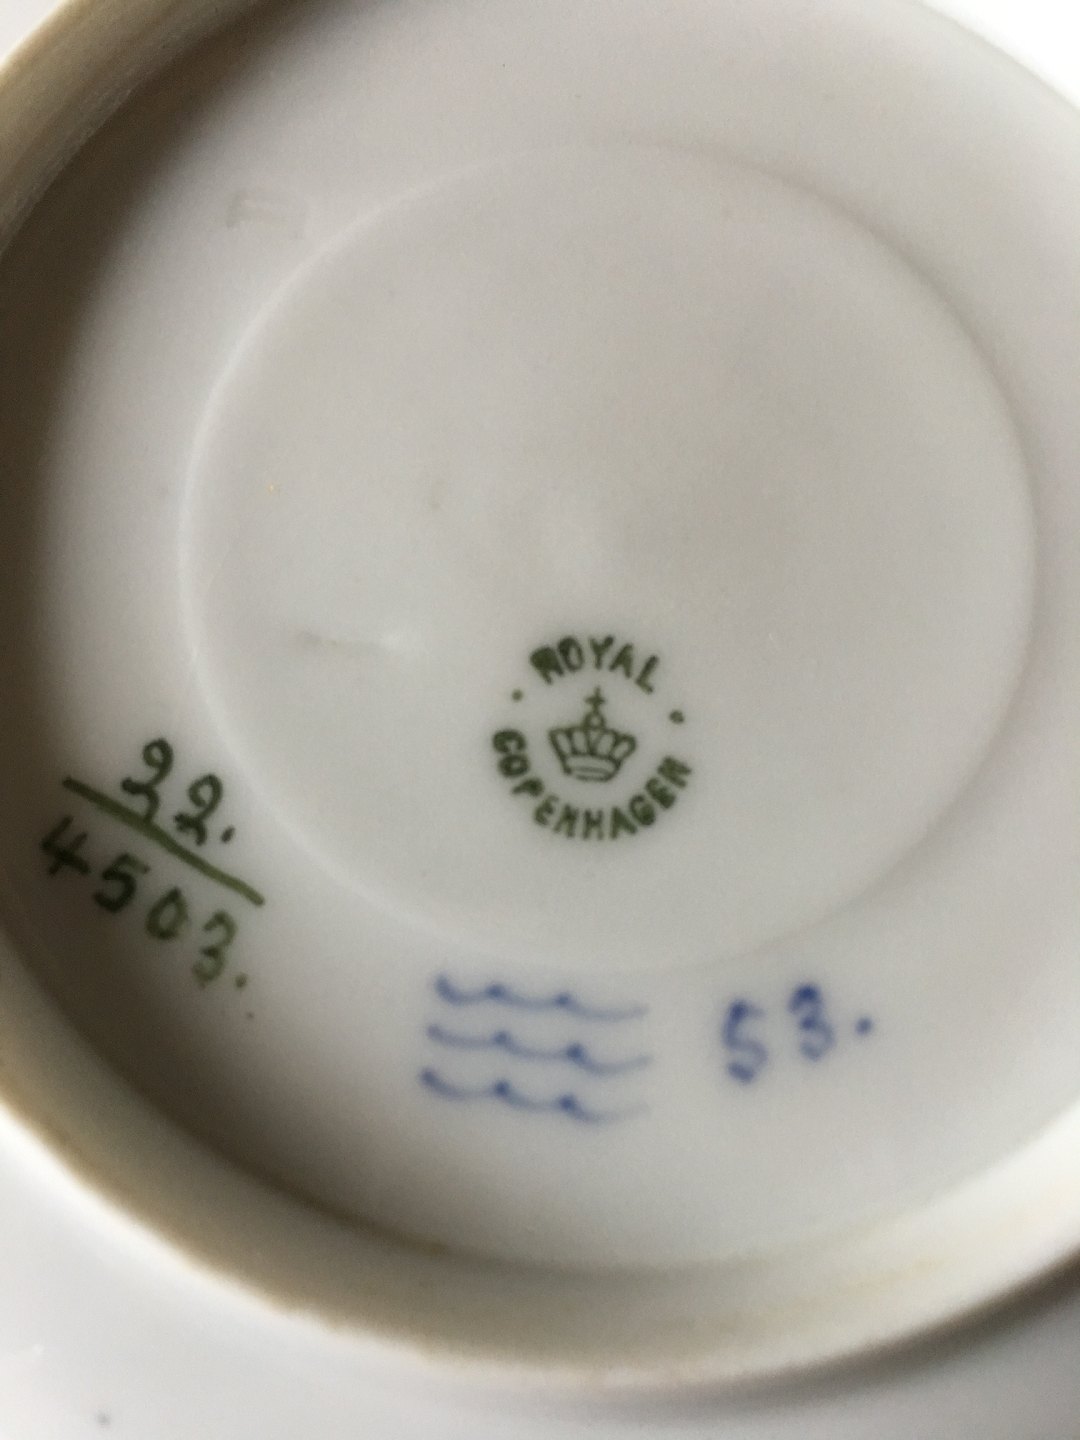 ROYAL
COPENHAGEN
22.
4503.
53.